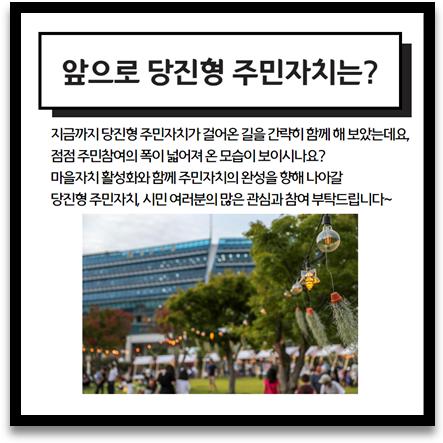 앞으로 당진형 주민자치는?
지금까지 당진형 주민자치가 걸어온 길을 간략히 함께 해 보았는데요,
점점 주민참여의 폭이 넓어져 온 모습이 보이시나요?
마을자치 활성화와 함께 주민자치의 완성을 향해 나아갈
당진형 주민자치, 시민 여러분의 많은 관심과 참여 부탁드립니다~